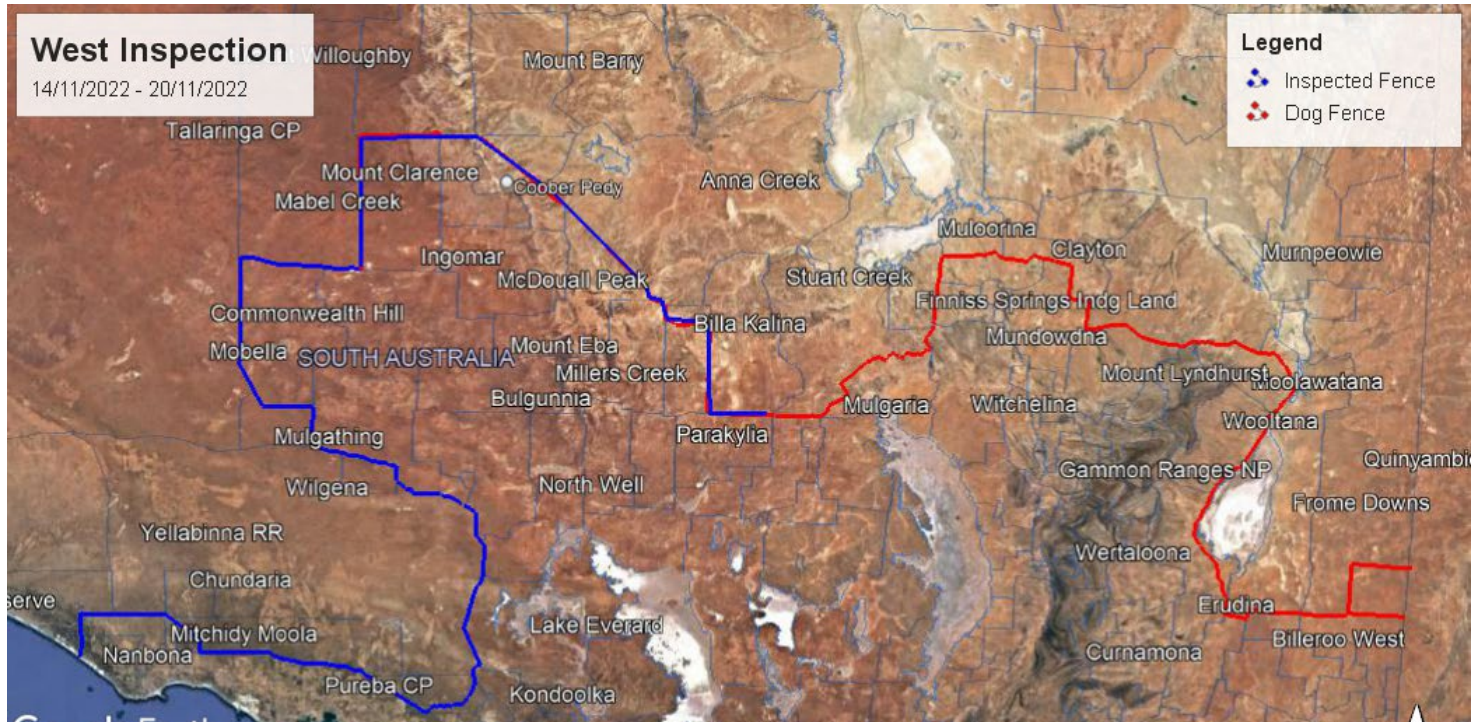 West Inspection
14/11/2022 - 20/11/2022
Willoughby
Mount Barry
Legend
Inspected Fence
Dog Fence
Tallaringa CP
Mount Clarence
Coober Pedy
Anna Creek
Mabel Creek
Muloorina
Clayton
Murnpeowie
Ingomar
McDouall Peak
Stuart Creek
Finniss Springs Indg Land
Commonwealth Hill
Billa Kalina
Mundowdna
Mobella
SOUTH AUSTRALIA
Mount Eba
Millers Creek
Mount Lyndhurst
Moolawatana
Bulgunnia
Mulgaria
Witchelina
Wooltana
Mulgathing
Parakylia
Gammon Ranges NP
Quinyambie
Wilgena
North Well
Frome Downs
Yellabinna RR
Wertaloona
Chundaria
Erudina
Mitchidy Moola
Lake Everard
Billeroo West
Nanbona
Curnamona
Pureba CP
Kondoolka